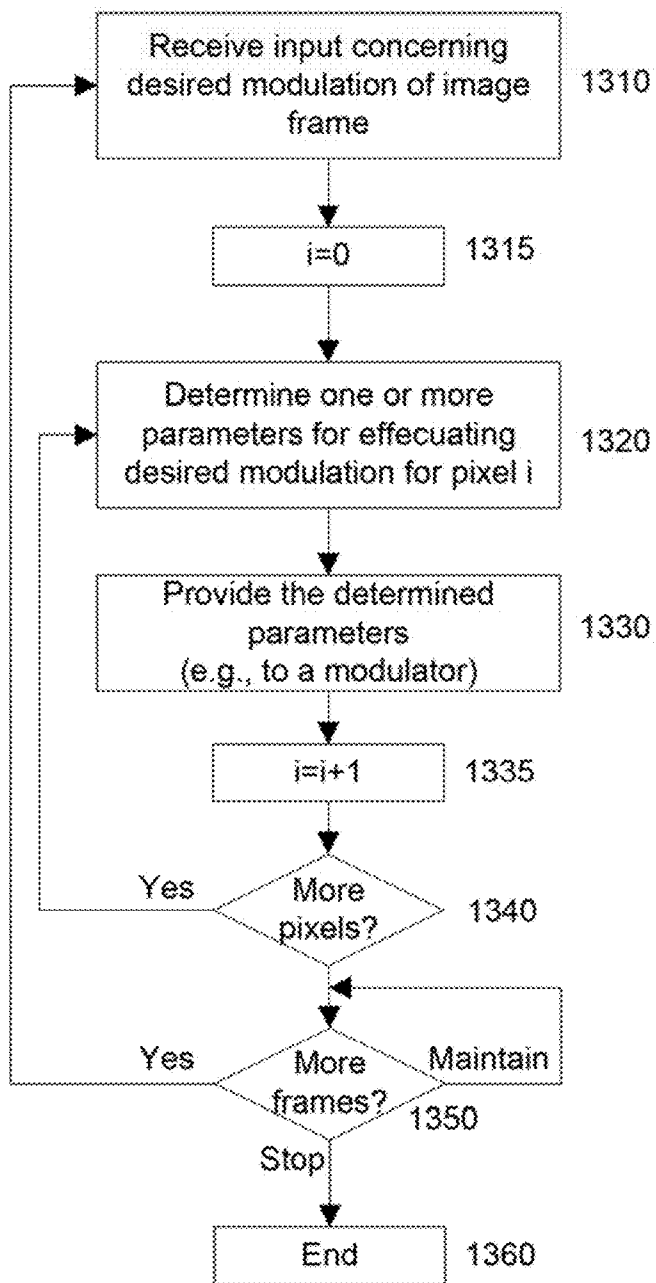 Receive input concerning
desired modulation of image
frame
1310
i=0
1315
Determine one or more
parameters for effecuating
desired modulation for pixel i
1320
Provide the determined
parameters
(e.g., to a modulator)
1330
i=i+1
1335
Yes
More
pixels?
1340
Yes
More
frames?
Maintain
1350
Stop
End
1360